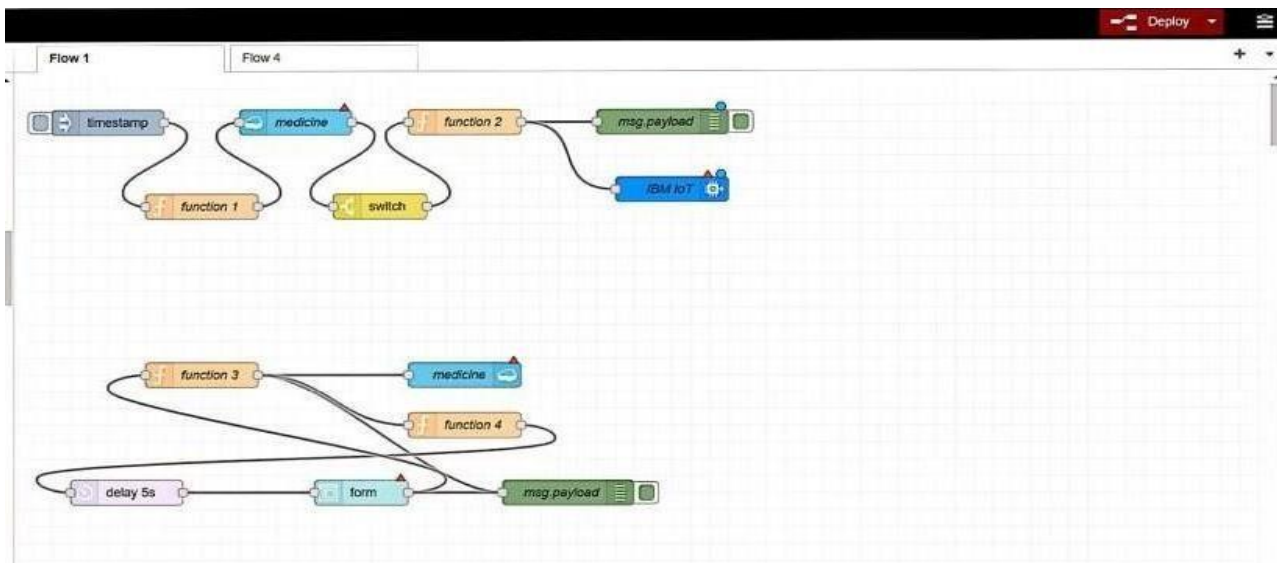 Deploy
Flow 1
Flow 4
timestamp
medicine
function 2
msg.payload
IBM IoT
function 1
switch
function 3
medicine
function 4
delay 5s
form
msg.payload